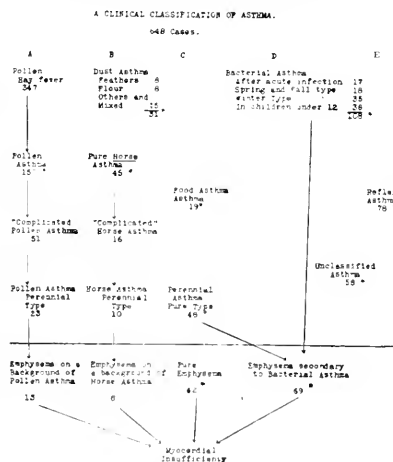 A CLINICAL CLASSIFICATION OF ASTHMA.
648 Cases.
A B C D E
Pollen
Hay fever
347
Dust Asthma
Feathers 8
Flour 8
Others and
Mixed 15
31
Bacterial Asthma
After acute infection 17
Spring and fall type 18
Winter Type 35
In children under 12 38
108
Pollen
Asthma
15
Pure Horse
Asthma
45
Food Asthma
Asthma
19
Reflex
Asthma
78
"Complicated
Pollen Asthma
51
"Complicated"
Horse Asthma
16
Unclassified
Asthma
58
Pollen Asthma
Perennial
Type
23
Horse Asthma
Perennial
Type
10
Perennial
Asthma
Pure Type
48
Emphysema on a
Background of
Pollen Asthma
13
Emphysema on
a background of
Horse Asthma
6
Pure
Emphysema
42
Emphysema secondary
to Bacterial Asthma
69
Myocardial
Insufficiency